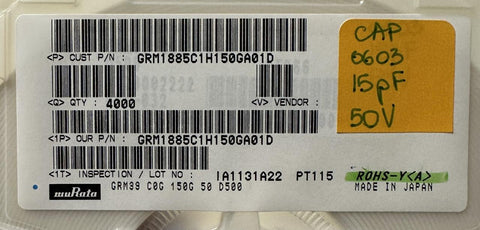 <P> CUST P/N: GRM1885C1H150GA01D
<Q> QTY : 4000
<V> VENDOR :
<1P> OUR P/N: GRM1885C1H150GA01D
<1T> INSPECTION / LOT NO: IA1131A22 PT115 ROHS-Y<A>
muRata
GRM39 C0G 150G 50 D500
MADE IN JAPAN
CAP
0603
15pF
50V